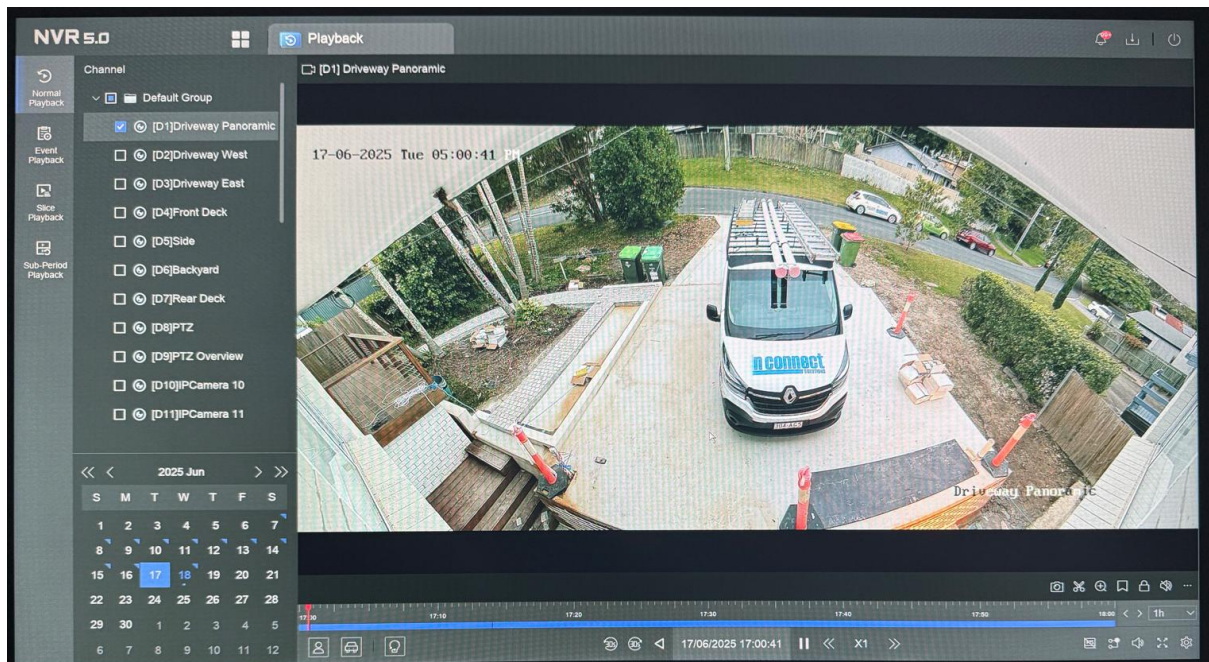 NVR 5.0
Playback
Normal
Playback
Event
Playback
Slice
Playback
Sub-Period
Playback
Channel
Default Group
[D1]Driveway Panoramic
[D2]Driveway West
[D3]Driveway East
[D4]Front Deck
[D5]Side
[D6]Backyard
[D7]Rear Deck
[D8]PTZ
[D9]PTZ Overview
[D10]IPCamera 10
[D11]IPCamera 11
2025 Jun
S M T W T F S
1 2 3 4 5 6 7
8 9 10 11 12 13 14
15 16 17 18 19 20 21
22 23 24 25 26 27 28
29 30 1 2 3 4 5
6 7 8 9 10 11 12
[D1] Driveway Panoramic
17-06-2025 Tue 05:00:41 PM
n connect
SOLUTIONS
Driveway Panoramic
17:00 17:10 17:20 17:30 17:40 17:50 18:00 1h
30s 30s 17/06/2025 17:00:41 X1